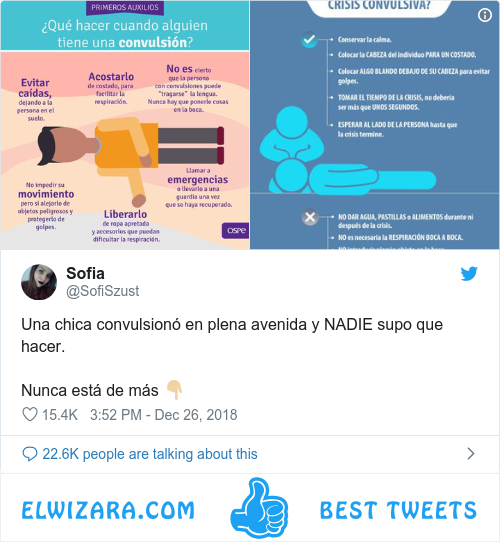 PRIMEROS AUXILIOS
¿Qué hacer cuando alguien
tiene una convulsión?
Evitar
caídas,
dejando a la
persona en el
suelo.
Acostarlo
de costado, para
facilitar la
respiración.
No es cierto
que la persona
con convulsiones puede
"tragarse" la lengua.
Nunca hay que ponerle cosas
en la boca.
No impedir su
movimiento
pero sí alejarlo de
objetos peligrosos y
protegerlo de
golpes.
Liberarlo
de ropa apretada
y accesorios que puedan
dificultar la respiración.
Llamar a
emergencias
o llevarlo a una
guardia una vez
que se haya recuperado.
OSPE
CRISIS CONVULSIVA?
Conservar la calma.
Colocar la CABEZA del individuo PARA UN COSTADO.
Colocar ALGO BLANDO DEBAJO DE SU CABEZA para evitar
golpes.
TOMAR EL TIEMPO DE LA CRISIS, no debería
ser más que UNOS SEGUNDOS.
ESPERAR AL LADO DE LA PERSONA hasta que
la crisis termine.
NO DAR AGUA, PASTILLAS o ALIMENTOS durante ni
después de la crisis.
NO es necesaria la RESPIRACIÓN BOCA A BOCA.
Sofia
@SofiSzust
Una chica convulsionó en plena avenida y NADIE supo que
hacer.
Nunca está de más 👇🏼
15.4K 3:52 PM - Dec 26, 2018
22.6K people are talking about this
ELWIZARA.COM BEST TWEETS